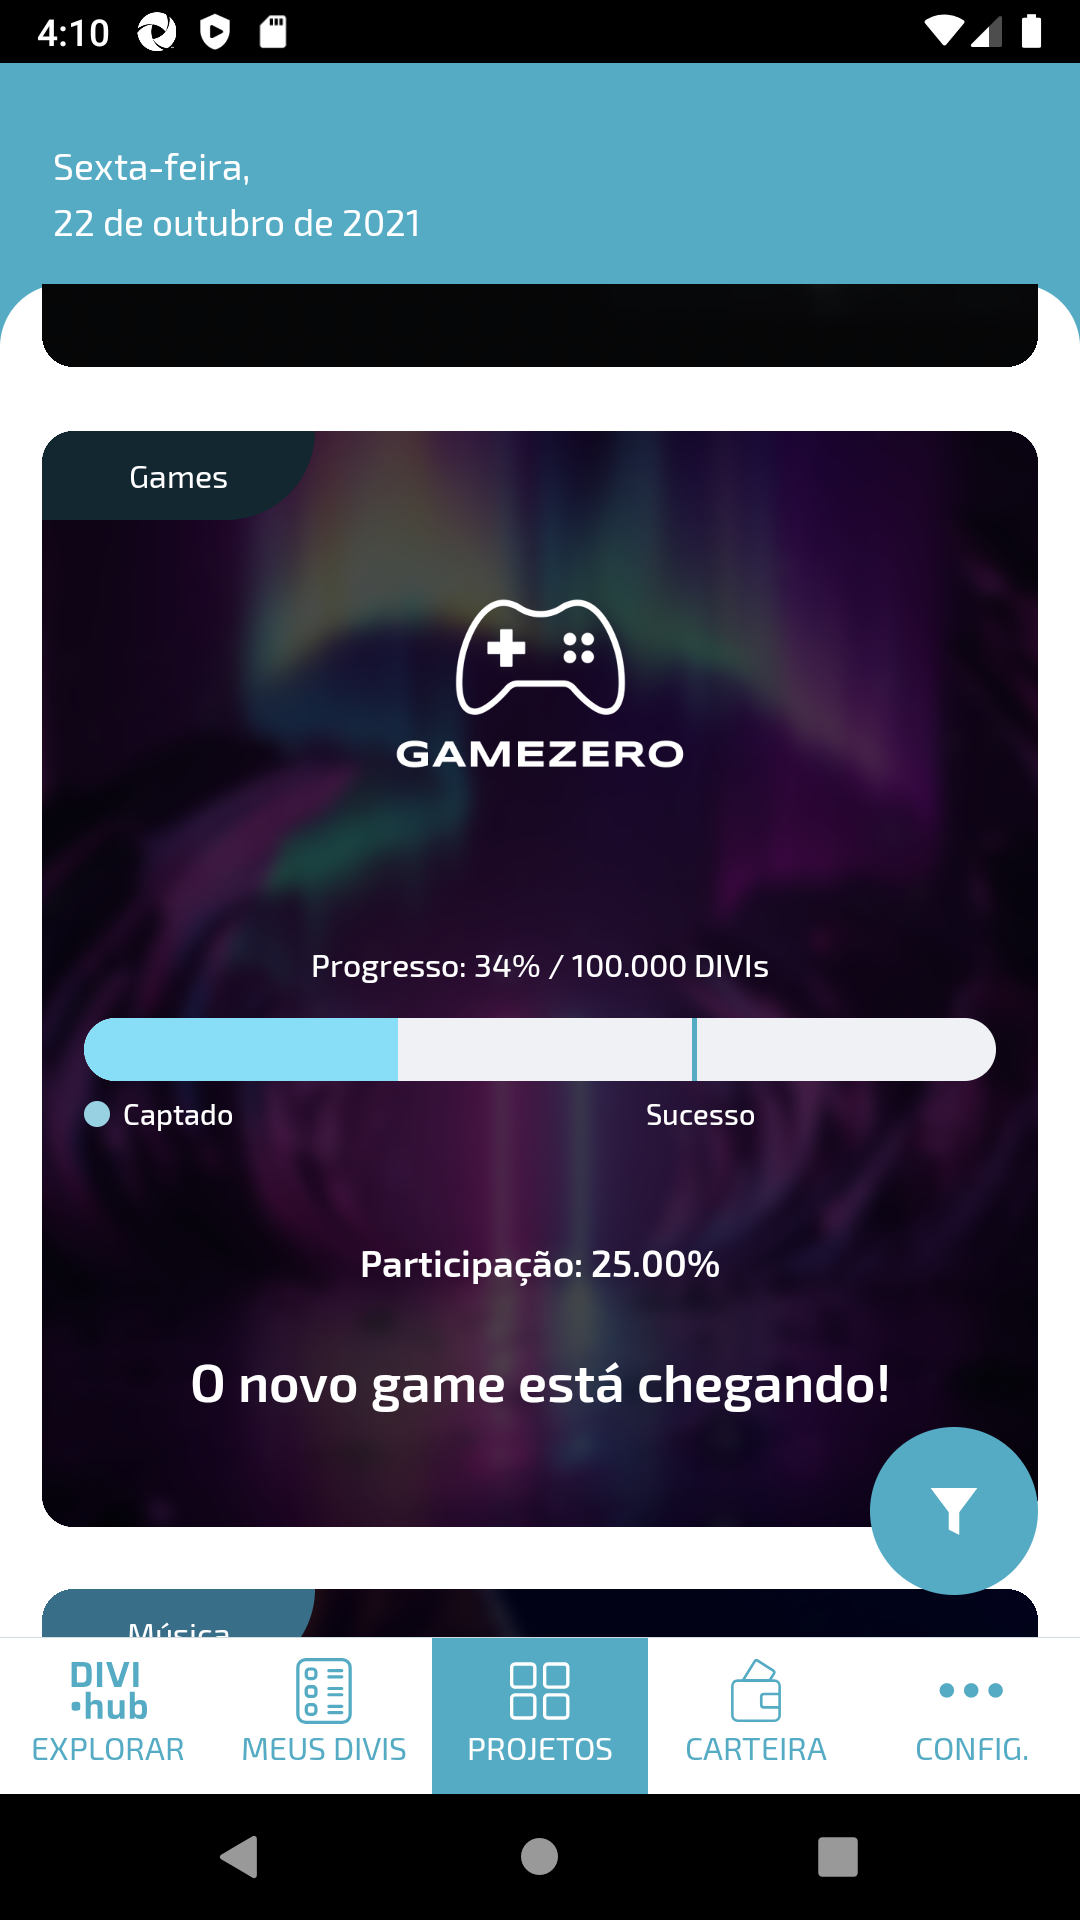 4:10
Sexta-feira,
22 de outubro de 2021
Games
GAMEZERO
Progresso: 34% / 100.000 DIVIs
Captado
Sucesso
Participação: 25.00%
O novo game está chegando!
Música
DIVI
hub
EXPLORAR
MEUS DIVIS
PROJETOS
CARTEIRA
CONFIG.